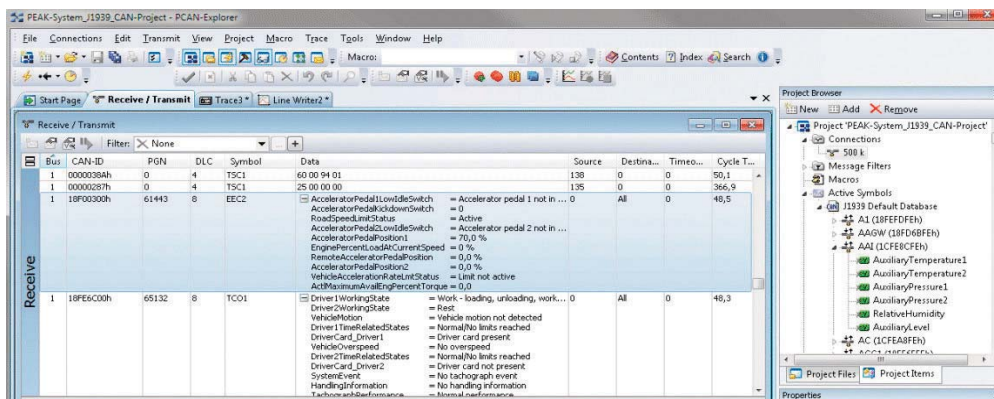 PEAK-System_J1939_CAN-Project - PCAN-Explorer
File Connections Edit Transmit View Project Macro Trace Tools Window Help
Macro: Contents Index Search
Start Page Receive / Transmit Trace3 * Line Writer2 *
Receive / Transmit
Filter: None
Bus CAN-ID PGN DLC Symbol Data Source Destina... Timeo... Cycle T...
1 0000038Ah 0 4 TSC1 60 00 94 01 138 0 0 50,1
1 00000287h 0 4 TSC1 25 00 00 00 135 0 0 366,9
1 18F00300h 61443 8 EEC2 AcceleratorPedal1LowIdleSwitch = Accelerator pedal 1 not in ... 0 All 0 48,5
AcceleratorPedalKickdownSwitch = 0
RoadSpeedLimitStatus = Active
AcceleratorPedal2LowIdleSwitch = Accelerator pedal 2 not in ...
AcceleratorPedalPosition1 = 70,0 %
EnginePercentLoadAtCurrentSpeed = 0 %
RemoteAcceleratorPedalPosition = 0,0 %
AcceleratorPedalPosition2 = 0,0 %
VehicleAccelerationRateLmtStatus = Limit not active
ActlMaximumAvailEngPercentTorque = 0,0
1 18FE6C00h 65132 8 TCO1 Driver1WorkingState = Work - loading, unloading, work... 0 All 0 48,3
Driver2WorkingState = Rest
VehicleMotion = Vehicle motion not detected
Driver1TimeRelatedStates = Normal/No limits reached
DriverCard_Driver1 = Driver card present
VehicleOverspeed = No overspeed
Driver2TimeRelatedStates = Normal/No limits reached
DriverCard_Driver2 = Driver card not present
SystemEvent = No tachograph event
HandlingInformation = No handling information
TachographPerformance = Normal performance
Receive
Project Browser
New Add Remove
Project 'PEAK-System_J1939_CAN-Project'
Connections
500 k
Message Filters
Macros
Active Symbols
J1939 Default Database
A1 (18FEFDFEh)
AAGW (18FD6BFEh)
AAI (1CFE8CFEh)
AuxiliaryTemperature1
AuxiliaryTemperature2
AuxiliaryPressure1
AuxiliaryPressure2
RelativeHumidity
AuxiliaryLevel
AC (1CFEA8FEh)
Project Files Project Items
Properties